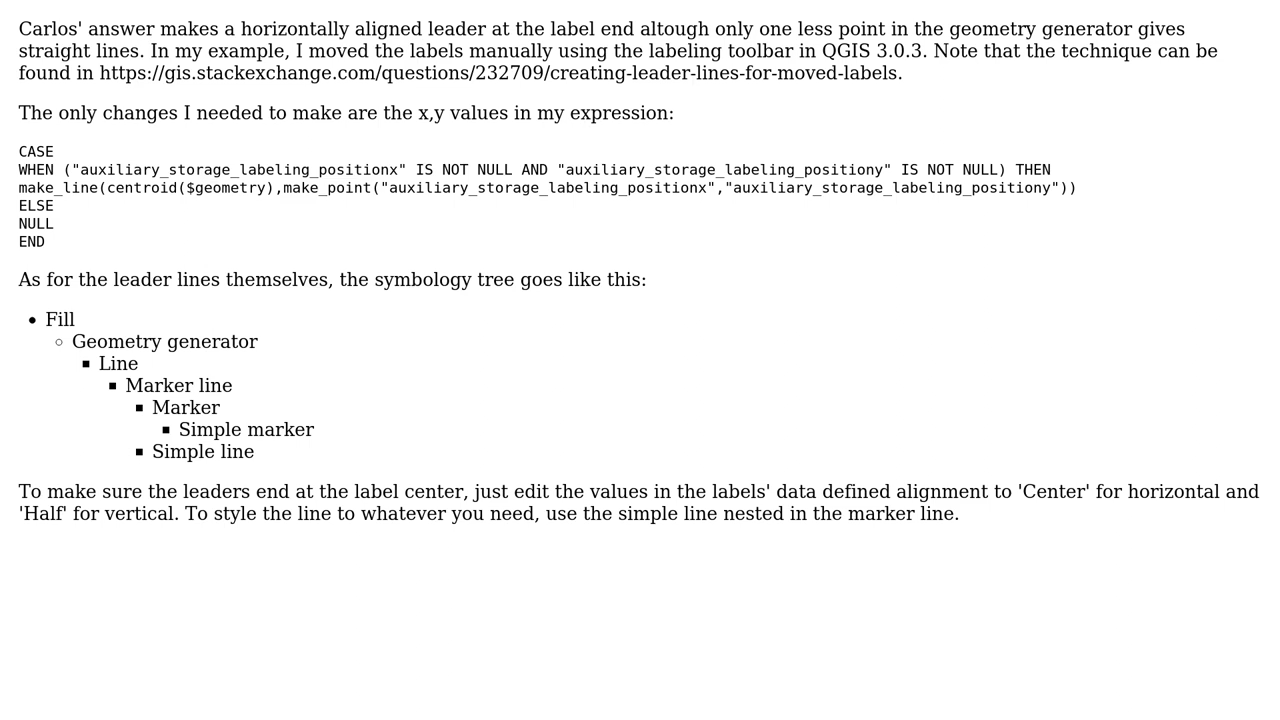 Carlos' answer makes a horizontally aligned leader at the label end altough only one less point in the geometry generator gives
straight lines. In my example, I moved the labels manually using the labeling toolbar in QGIS 3.0.3. Note that the technique can be
found in https://gis.stackexchange.com/questions/232709/creating-leader-lines-for-moved-labels.
The only changes I needed to make are the x,y values in my expression:
CASE
WHEN ("auxiliary_storage_labeling_positionx" IS NOT NULL AND "auxiliary_storage_labeling_positiony" IS NOT NULL) THEN
make_line(centroid($geometry),make_point("auxiliary_storage_labeling_positionx","auxiliary_storage_labeling_positiony"))
ELSE
NULL
END
As for the leader lines themselves, the symbology tree goes like this:
Fill
Geometry generator
Line
Marker line
Marker
Simple marker
Simple line
To make sure the leaders end at the label center, just edit the values in the labels' data defined alignment to 'Center' for horizontal and
'Half' for vertical. To style the line to whatever you need, use the simple line nested in the marker line.